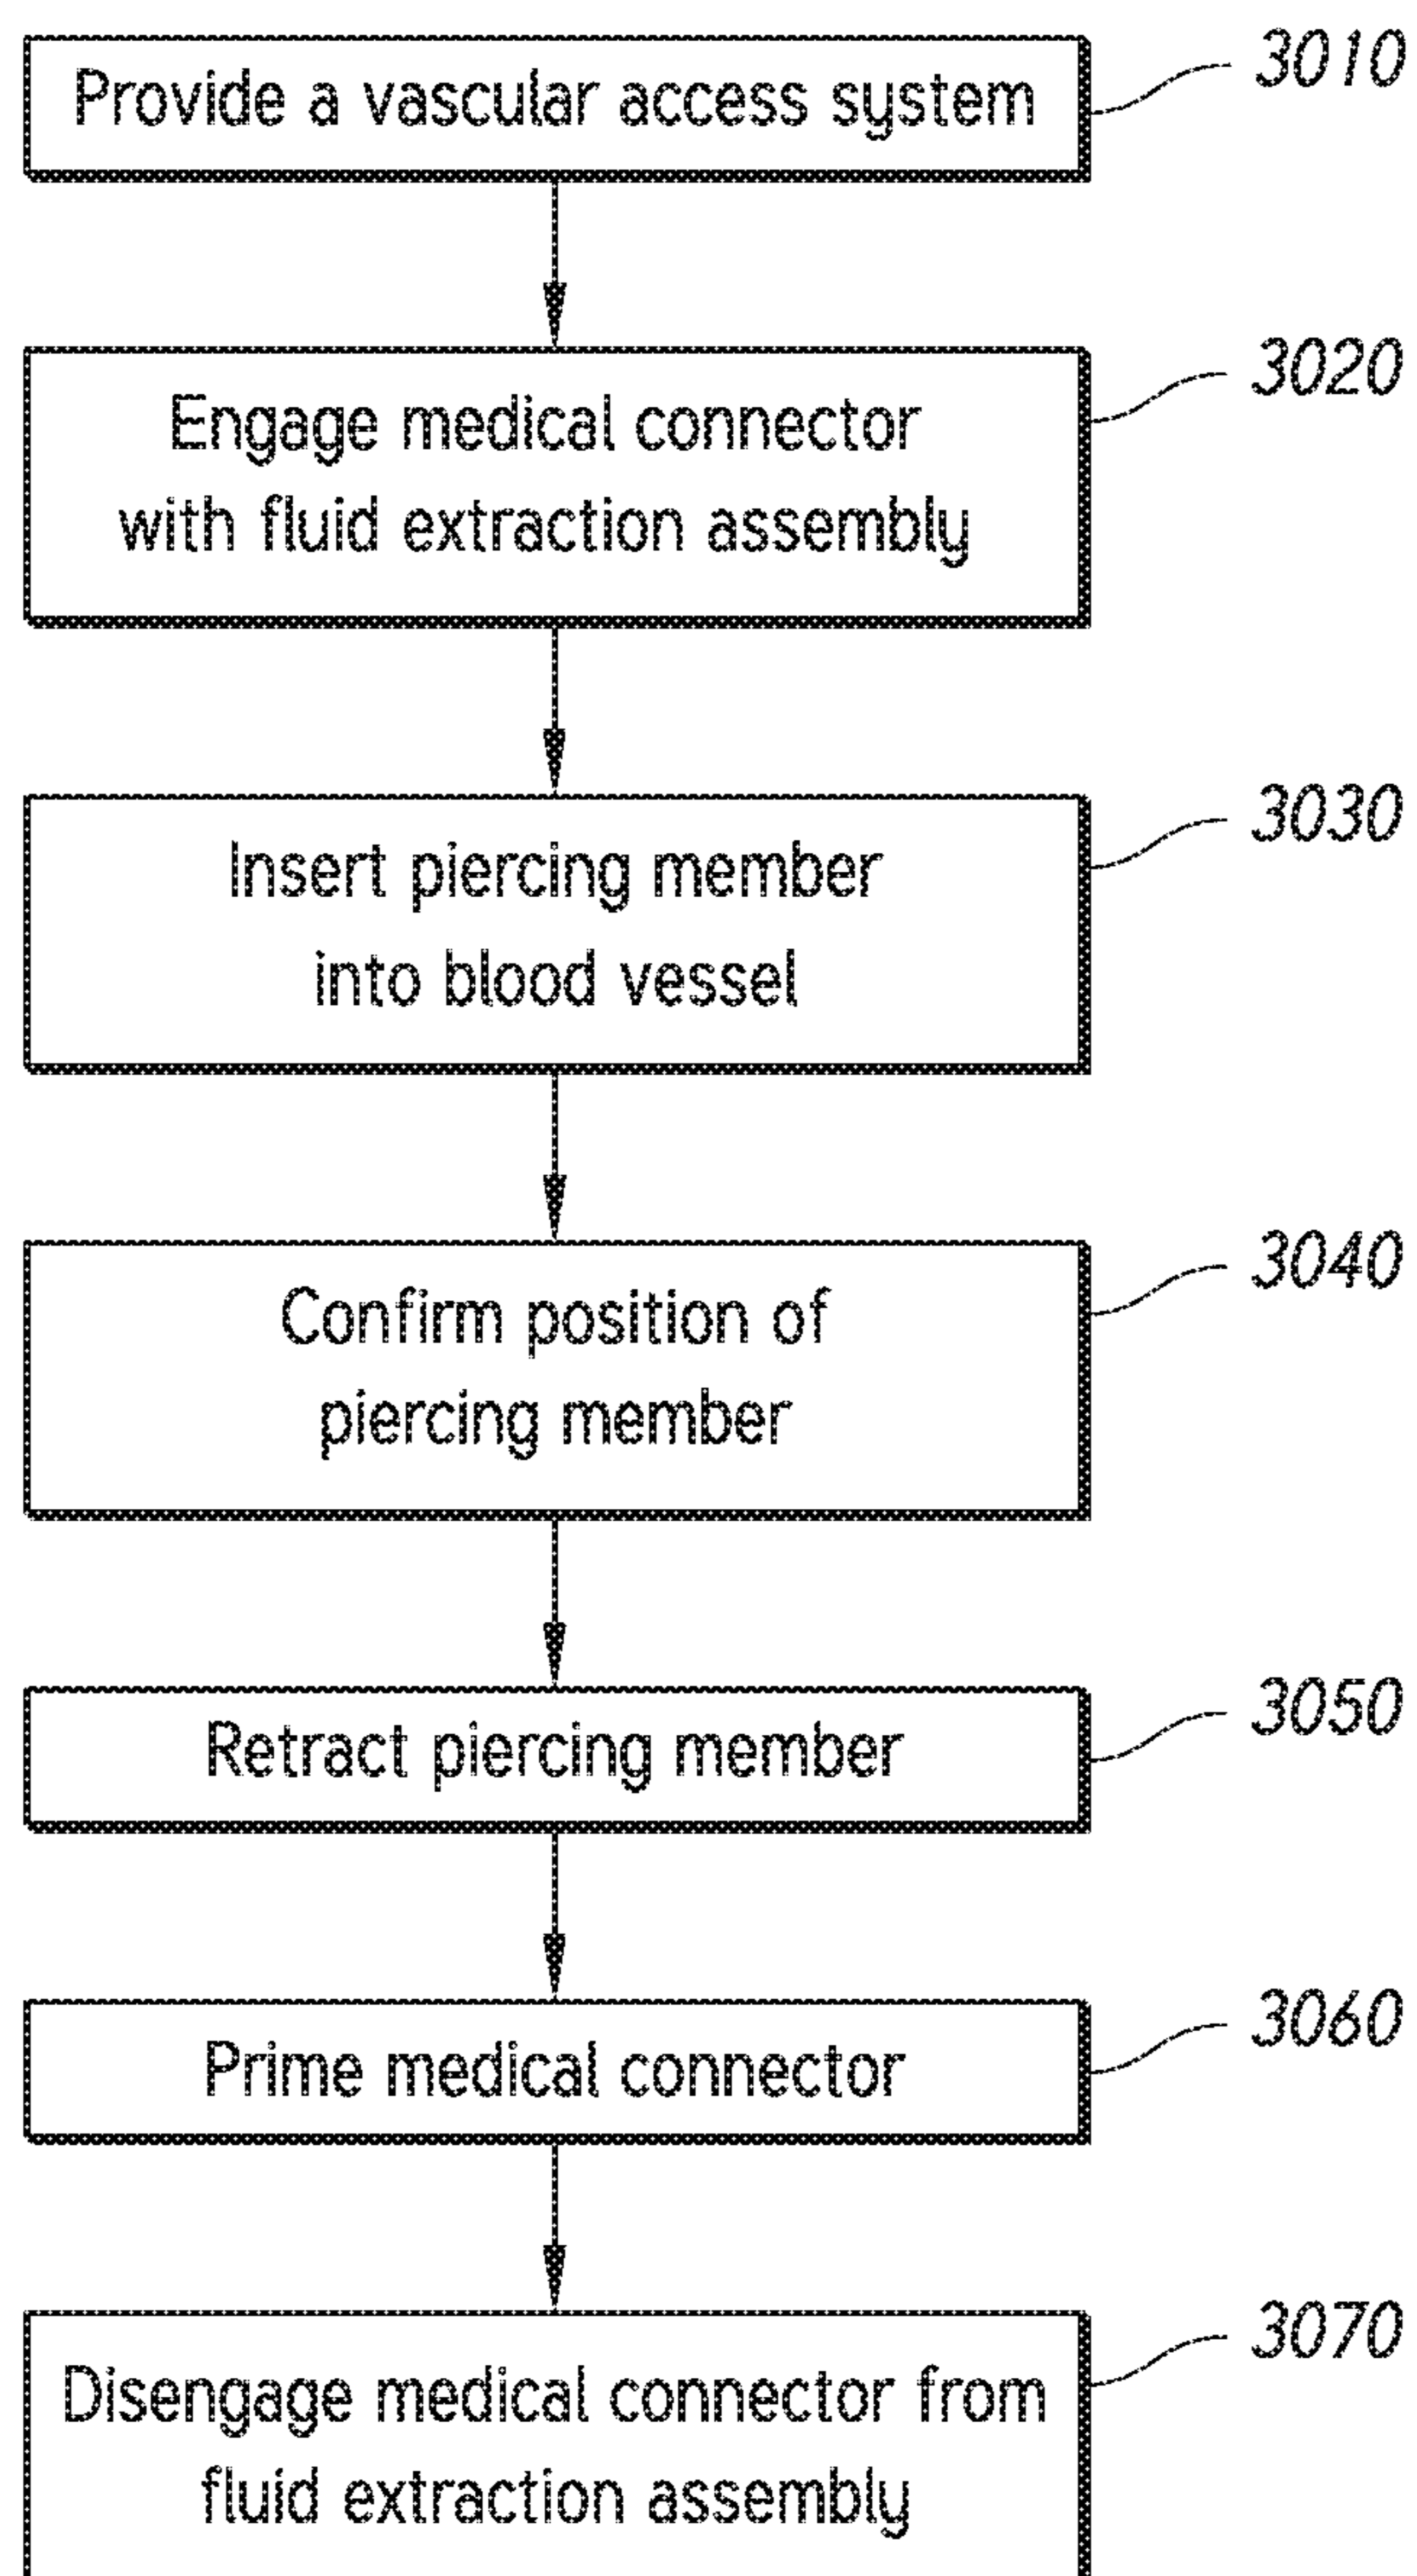 Provide a vascular access system
3010
Engage medical connector
with fluid extraction assembly
3020
Insert piercing member
into blood vessel
3030
Confirm position of
piercing member
3040
Retract piercing member
3050
Prime medical connector
3060
Disengage medical connector from
fluid extraction assembly
3070